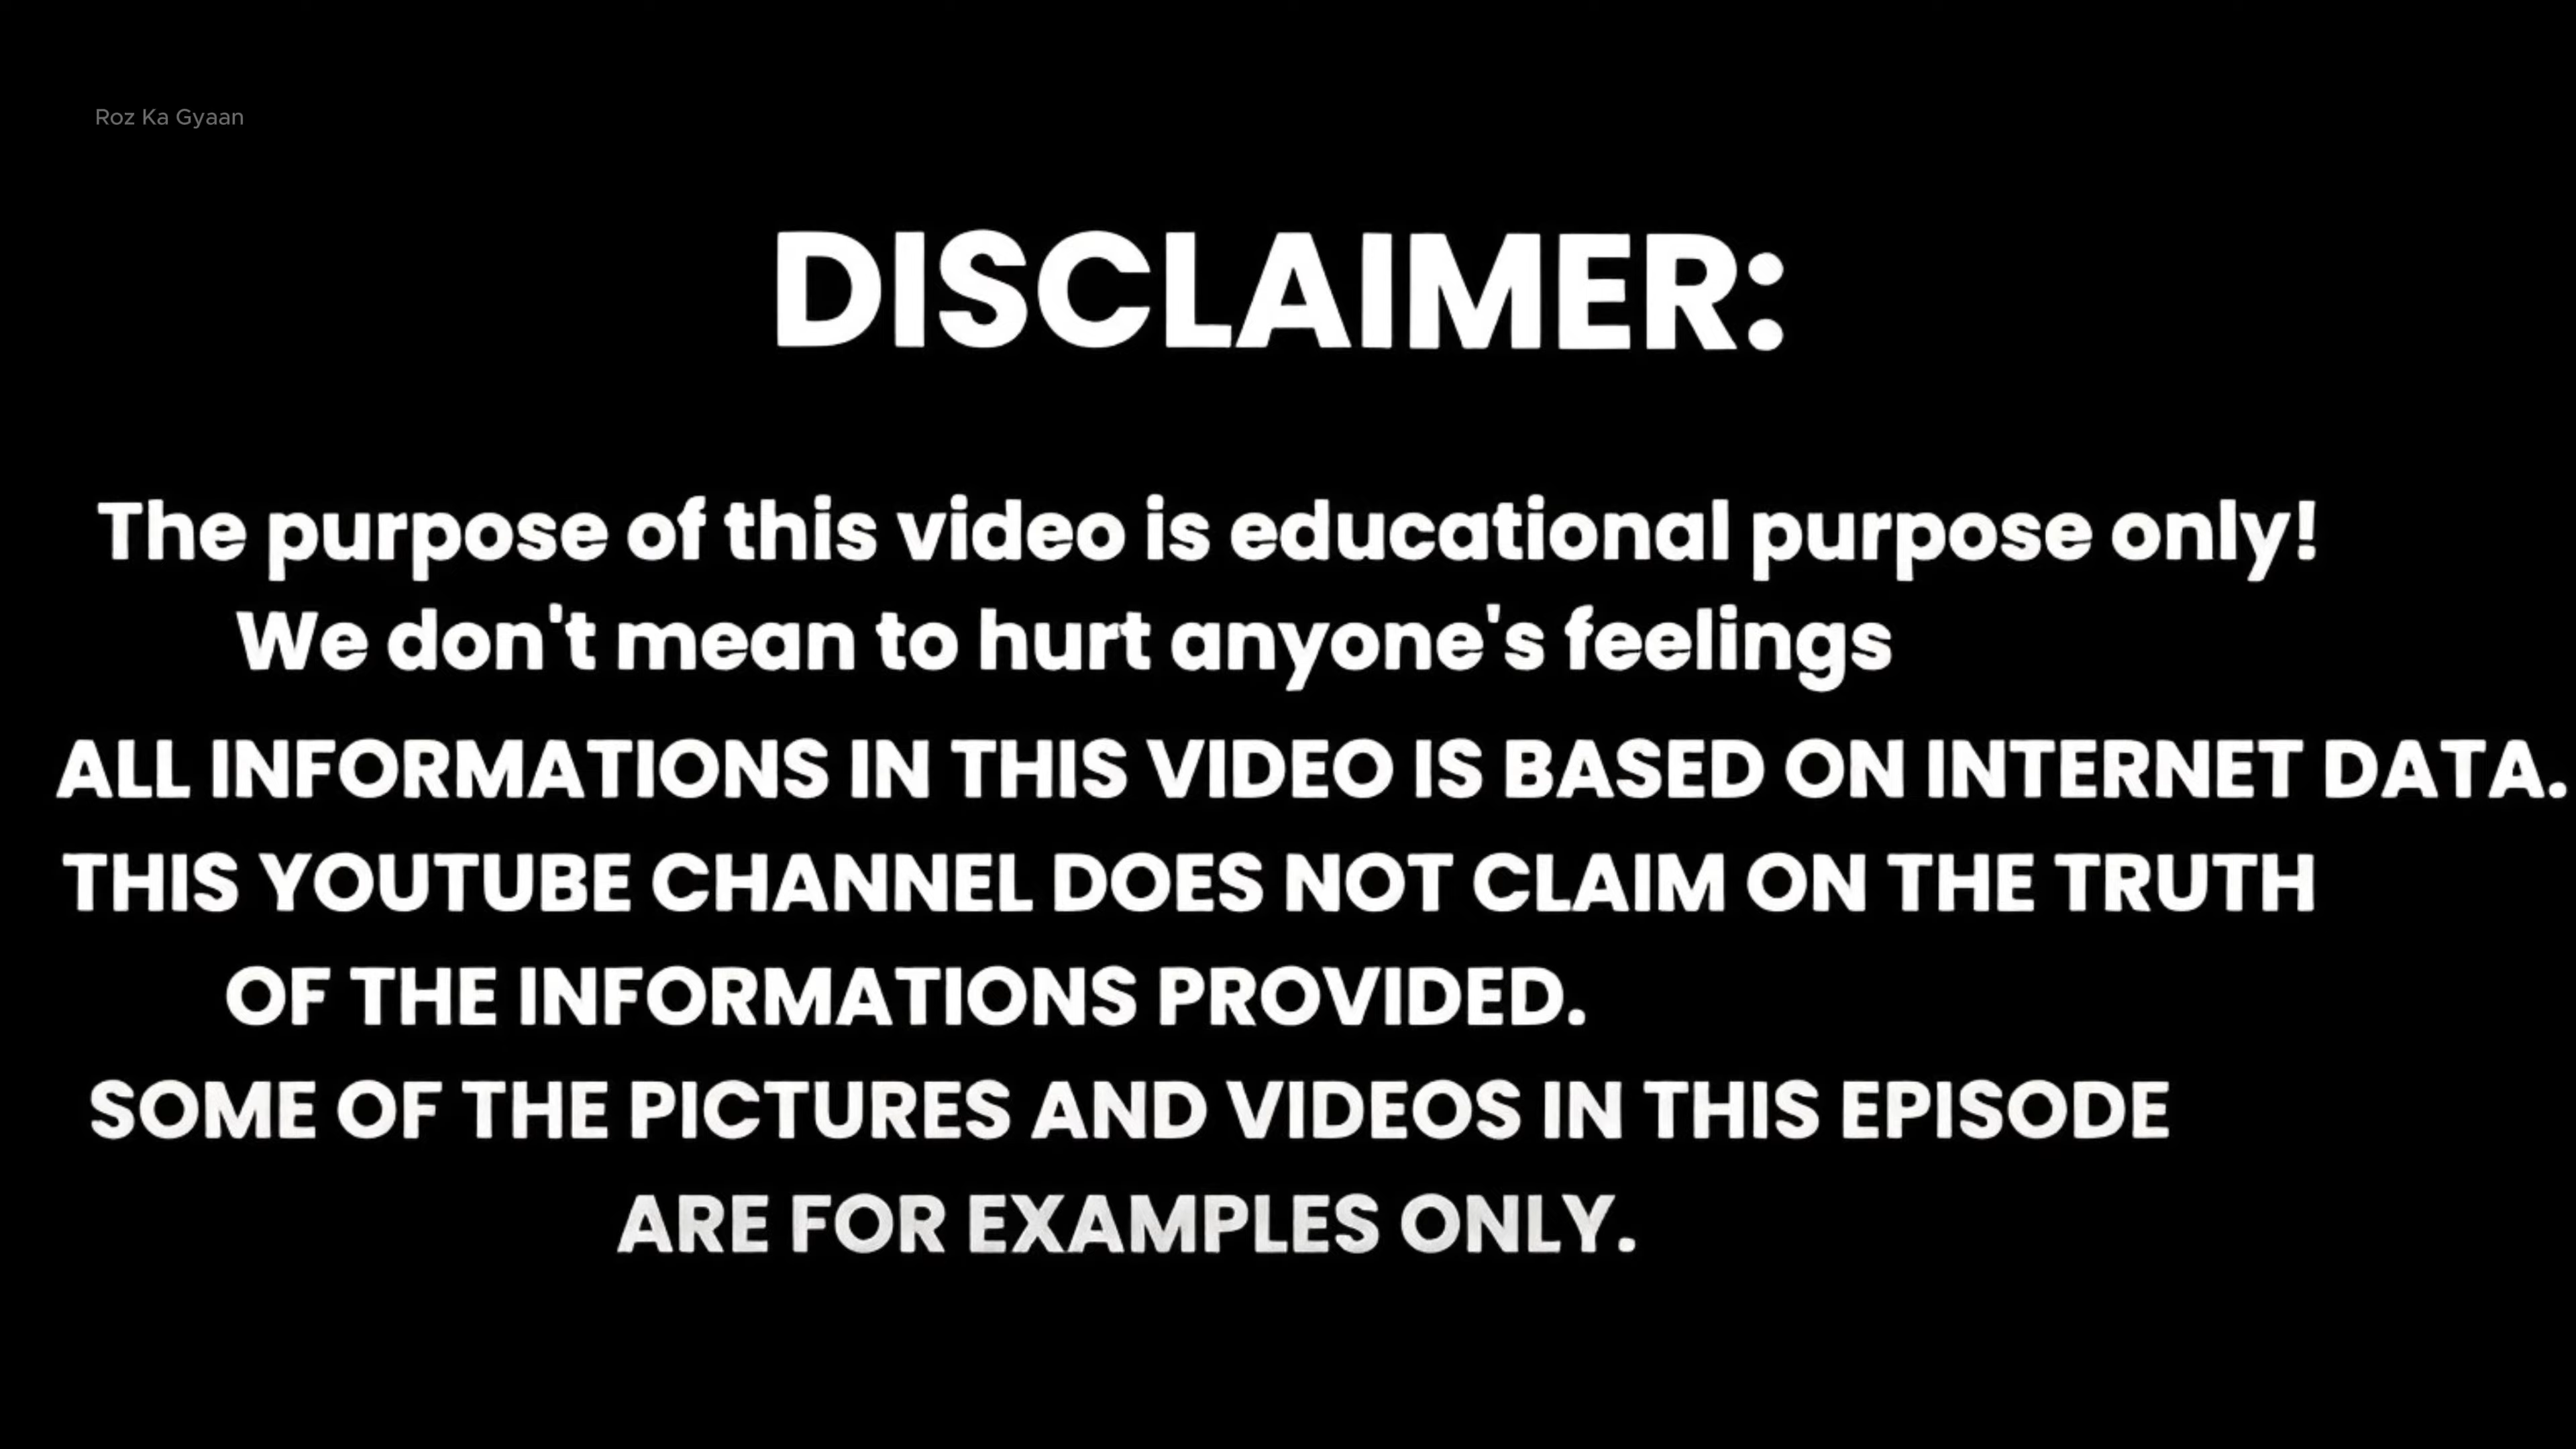 Roz Ka Gyaan
DISCLAIMER:
The purpose of this video is educational purpose only!
We don't mean to hurt anyone's feelings
ALL INFORMATIONS IN THIS VIDEO IS BASED ON INTERNET DATA.
THIS YOUTUBE CHANNEL DOES NOT CLAIM ON THE TRUTH
OF THE INFORMATIONS PROVIDED.
SOME OF THE PICTURES AND VIDEOS IN THIS EPISODE
ARE FOR EXAMPLES ONLY.